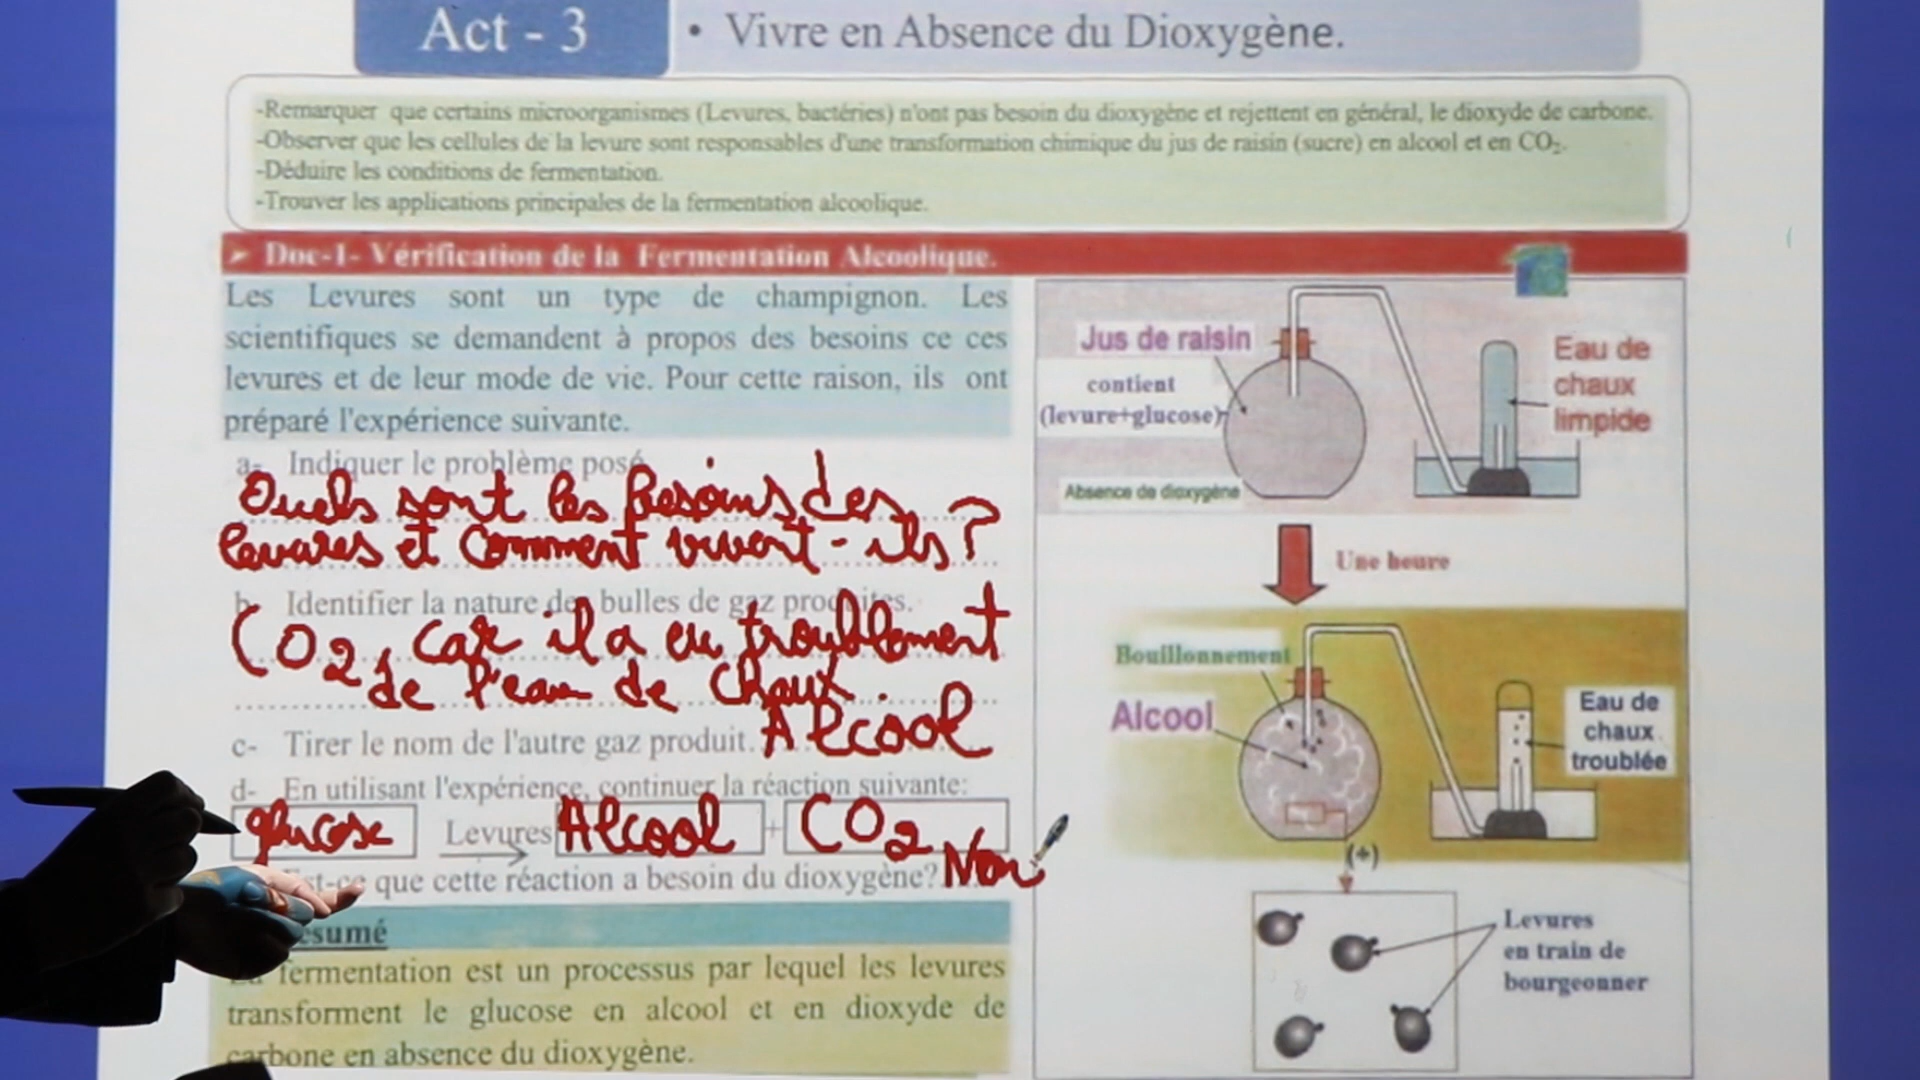 Act - 3
• Vivre en Absence du Dioxygène.
-Remarquer que certains microorganismes (Levures, bactéries) n'ont pas besoin du dioxygène et rejettent en général, le dioxyde de carbone.
-Observer que les cellules de la levure sont responsables d'une transformation chimique du jus de raisin (sucre) en alcool et en CO₂.
-Déduire les conditions de fermentation.
-Trouver les applications principales de la fermentation alcoolique.
➢ Doc-1- Vérification de la Fermentation Alcoolique.
Les Levures sont un type de champignon. Les
scientifiques se demandent à propos des besoins ce ces
levures et de leur mode de vie. Pour cette raison, ils ont
préparé l'expérience suivante.
a- Indiquer le problème posé
Quels sont les besoins des
levures et Comment vivent-ils ?
b- Identifier la nature des bulles de gaz produites.
CO2, car il a eu troublement
de l'eau de chaux.
c- Tirer le nom de l'autre gaz produit. Alcool
d- En utilisant l'expérience, continuer la réaction suivante:
glucose Levures → Alcool + CO2
Est-ce que cette réaction a besoin du dioxygène? Non
ésumé
fermentation est un processus par lequel les levures
transforment le glucose en alcool et en dioxyde de
carbone en absence du dioxygène.
Jus de raisin
contient
(levure+glucose)
Absence de dioxygène
Eau de
chaux
limpide
Une heure
Bouillonnement
Alcool
Eau de
chaux
troublée
(+)
Levures
en train de
bourgeonner